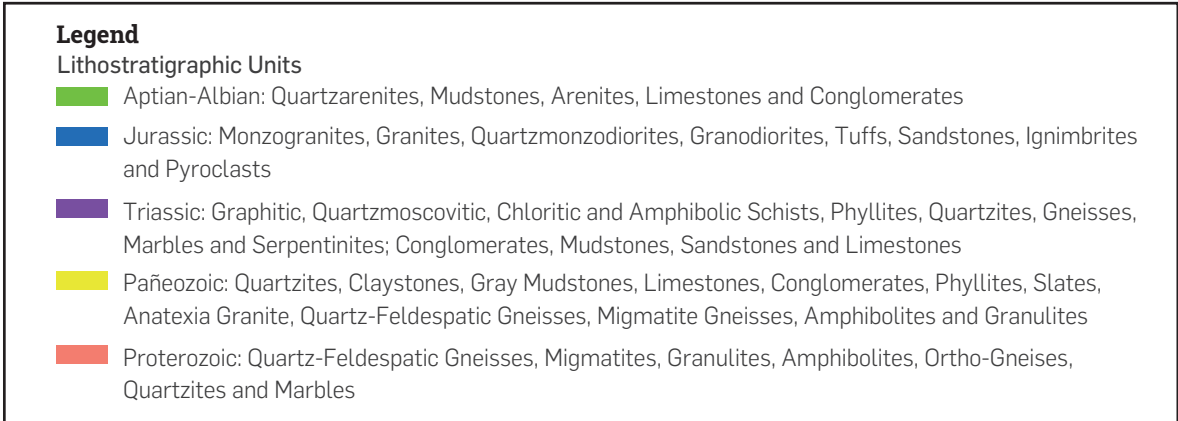 Legend
Lithostratigraphic Units
Aptian-Albian: Quartzarenites, Mudstones, Arenites, Limestones and Conglomerates
Jurassic: Monzogranites, Granites, Quartzmonzodiorites, Granodiorites, Tuffs, Sandstones, Ignimbrites
and Pyroclasts
Triassic: Graphitic, Quartzmoscovitic, Chloritic and Amphibolic Schists, Phyllites, Quartzites, Gneisses,
Marbles and Serpentinites; Conglomerates, Mudstones, Sandstones and Limestones
Pañeozoic: Quartzites, Claystones, Gray Mudstones, Limestones, Conglomerates, Phyllites, Slates,
Anatexia Granite, Quartz-Feldespatic Gneisses, Migmatite Gneisses, Amphibolites and Granulites
Proterozoic: Quartz-Feldespatic Gneisses, Migmatites, Granulites, Amphibolites, Ortho-Gneises,
Quartzites and Marbles